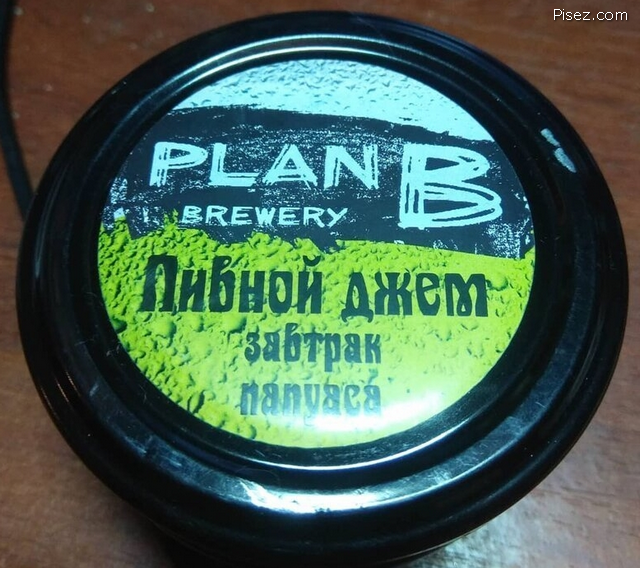 Pisez.com
PLAN B
BREWERY
Пивной джем
завтрак
папуаса